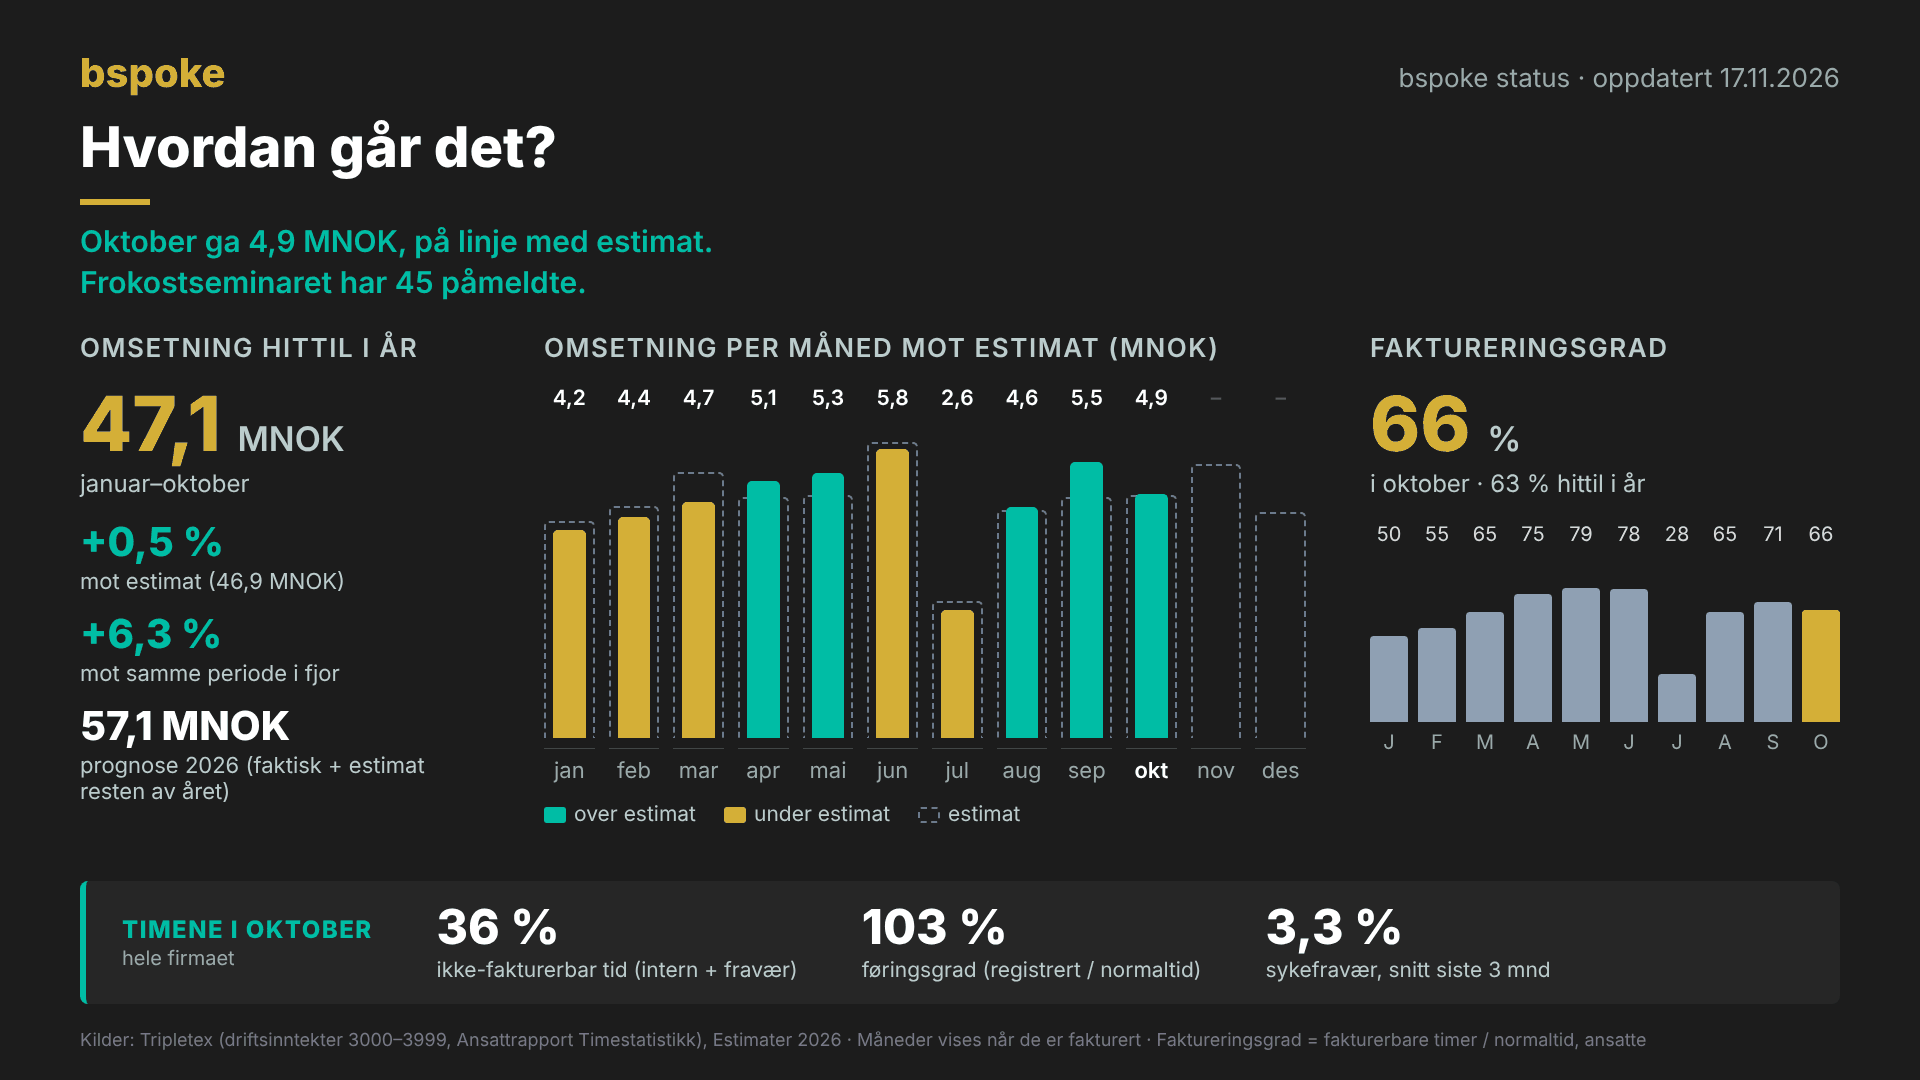 bspoke
bspoke status · oppdatert 17.11.2026
Hvordan går det?
Oktober ga 4,9 MNOK, på linje med estimat.
Frokostseminaret har 45 påmeldte.
OMSETNING HITTIL I ÅR
47,1 MNOK
januar–oktober
+0,5 %
mot estimat (46,9 MNOK)
+6,3 %
mot samme periode i fjor
57,1 MNOK
prognose 2026 (faktisk + estimat
resten av året)
OMSETNING PER MÅNED MOT ESTIMAT (MNOK)
4,2 4,4 4,7 5,1 5,3 5,8 2,6 4,6 5,5 4,9 – –
jan feb mar apr mai jun jul aug sep okt nov des
over estimat under estimat estimat
FAKTURERINGSGRAD
66 %
i oktober · 63 % hittil i år
50 55 65 75 79 78 28 65 71 66
J F M A M J J A S O
TIMENE I OKTOBER
hele firmaet
36 %
ikke-fakturerbar tid (intern + fravær)
103 %
føringsgrad (registrert / normaltid)
3,3 %
sykefravær, snitt siste 3 mnd
Kilder: Tripletex (driftsinntekter 3000–3999, Ansattrapport Timestatistikk), Estimater 2026 · Måneder vises når de er fakturert · Faktureringsgrad = fakturerbare timer / normaltid, ansatte